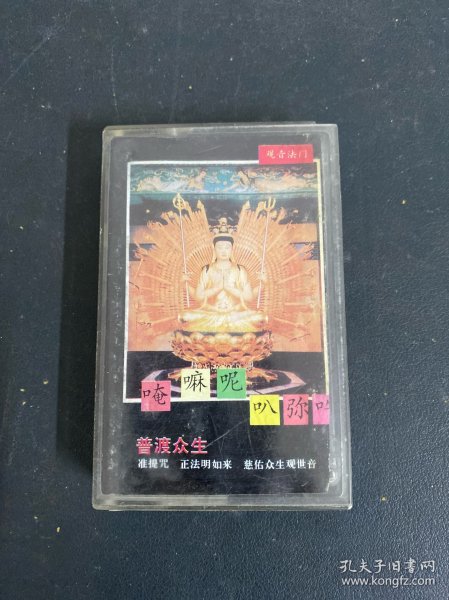 观音法门
唵嘛呢叭弥吽
普渡众生
准提咒 正法明如来 慈佑众生观世音
孔夫子旧书网
www.kongfz.com